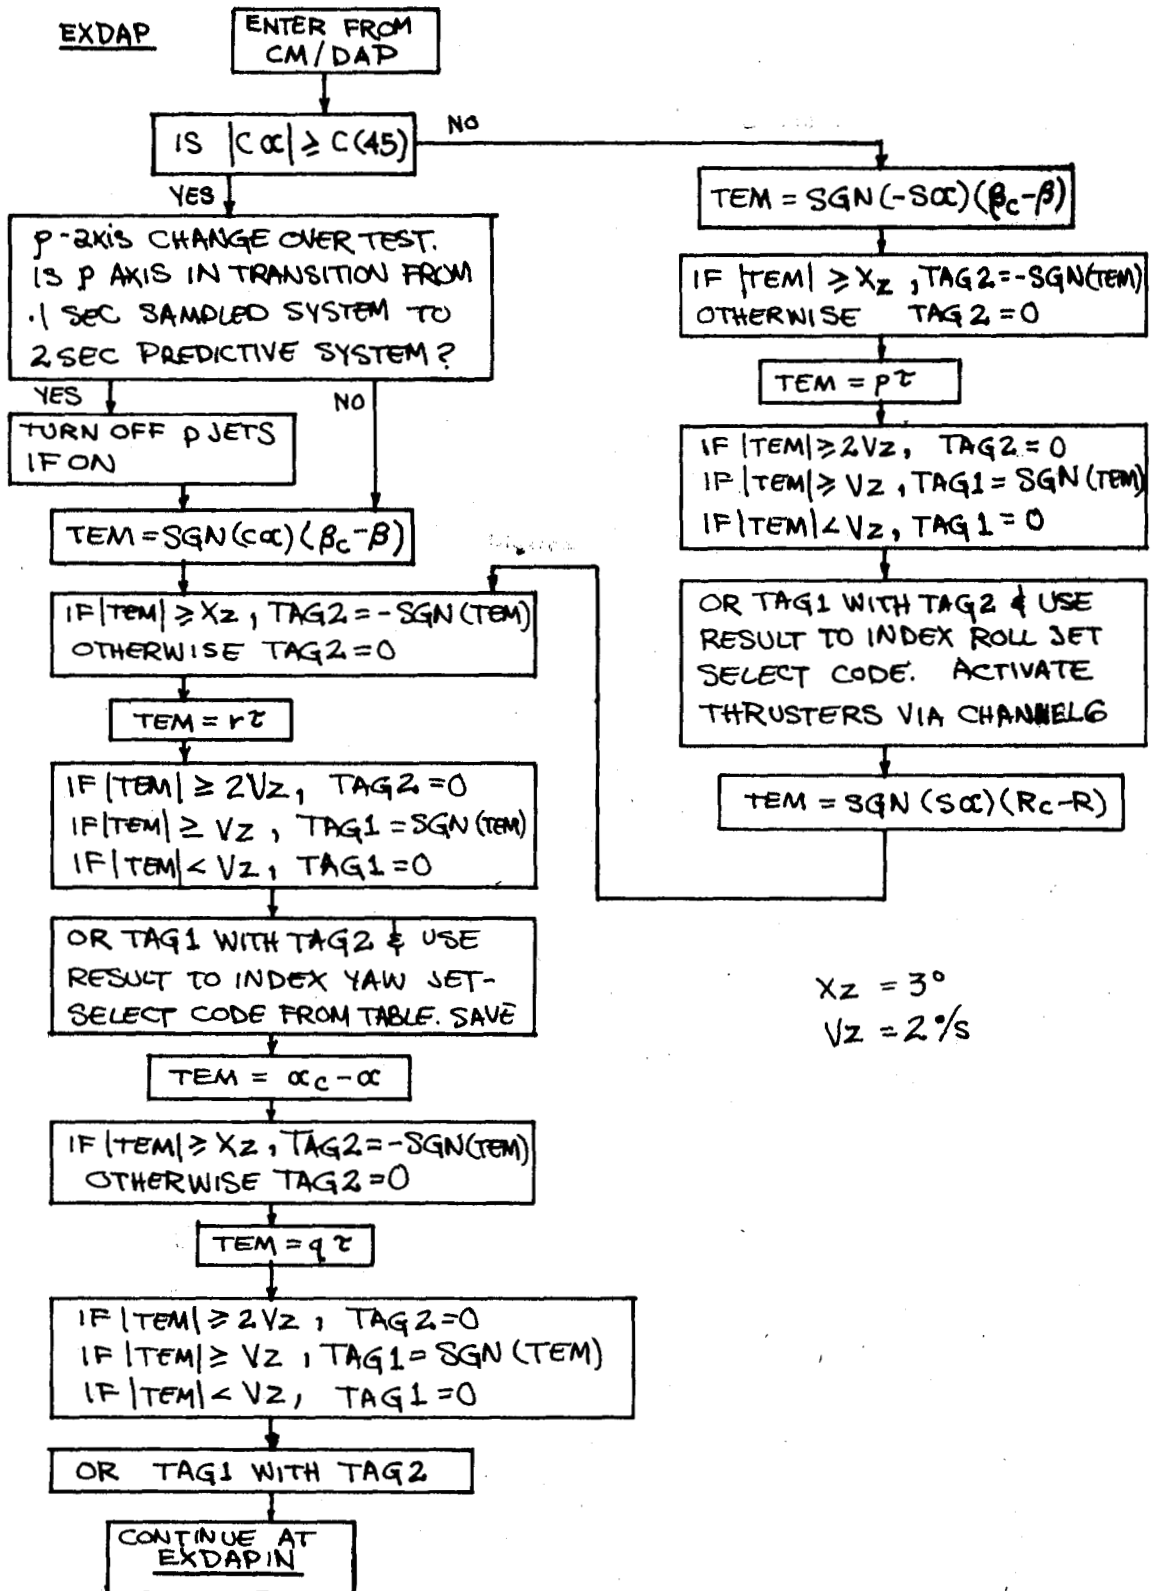 EXDAP
ENTER FROM
CM/DAP
IS |Cα| ≥ C(45)
NO
YES
p-axis CHANGE OVER TEST.
IS p AXIS IN TRANSITION FROM
.1 SEC SAMPLED SYSTEM TO
2 SEC PREDICTIVE SYSTEM?
YES
NO
TURN OFF p JETS
IF ON
TEM = SGN(Cα)(βc-β)
IF |TEM| ≥ Xz, TAG2 = -SGN(TEM)
OTHERWISE TAG2=0
TEM = rτ
IF |TEM| ≥ 2Vz, TAG2=0
IF |TEM| ≥ Vz, TAG1 = SGN(TEM)
IF |TEM| < Vz, TAG1=0
OR TAG1 WITH TAG2 & USE
RESULT TO INDEX YAW JET-
SELECT CODE FROM TABLE. SAVE
TEM = αc-α
IF |TEM| ≥ Xz, TAG2=-SGN(TEM)
OTHERWISE TAG2=0
TEM = qτ
IF |TEM| ≥ 2Vz, TAG2=0
IF |TEM| ≥ Vz, TAG1 = SGN(TEM)
IF |TEM| < Vz, TAG1=0
OR TAG1 WITH TAG2
CONTINUE AT
EXDAPIN
TEM = SGN(-Sα)(βc-β)
IF |TEM| ≥ Xz, TAG2=-SGN(TEM)
OTHERWISE TAG2=0
TEM = pτ
IF |TEM| ≥ 2Vz, TAG2=0
IF |TEM| ≥ Vz, TAG1 = SGN(TEM)
IF |TEM| < Vz, TAG1=0
OR TAG1 WITH TAG2 & USE
RESULT TO INDEX ROLL JET
SELECT CODE. ACTIVATE
THRUSTERS VIA CHANNEL6
TEM = SGN(Sα)(Rc-R)
Xz = 3°
Vz = 2°/s